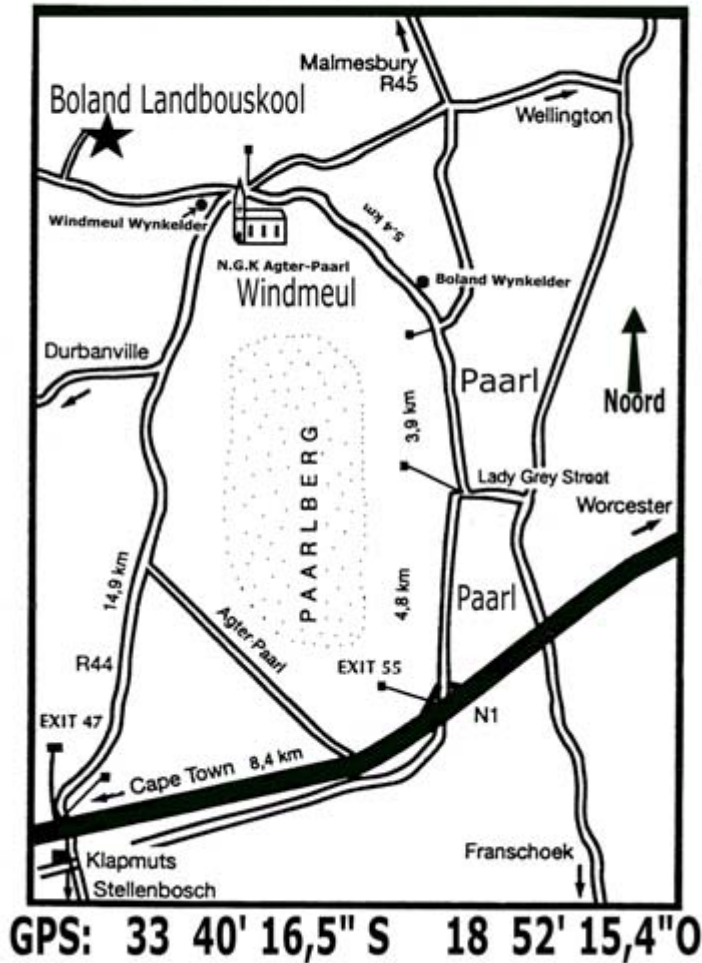 Malmesbury
R45
Boland Landbouskool
Wellington
Windmeul Wynkelder
5,4 km
N.G.K Agter-Paarl
Windmeul
Boland Wynkelder
Durbanville
Paarl
Noord
3,9 km
PAARLBERG
Lady Grey Street
Worcester
14,9 km
4,8 km
Paarl
Agter-Paarl
R44
EXIT 55
N1
EXIT 47
Cape Town 8,4 km
Klapmuts
Franschoek
Stellenbosch
GPS: 33 40' 16,5" S 18 52' 15,4"O